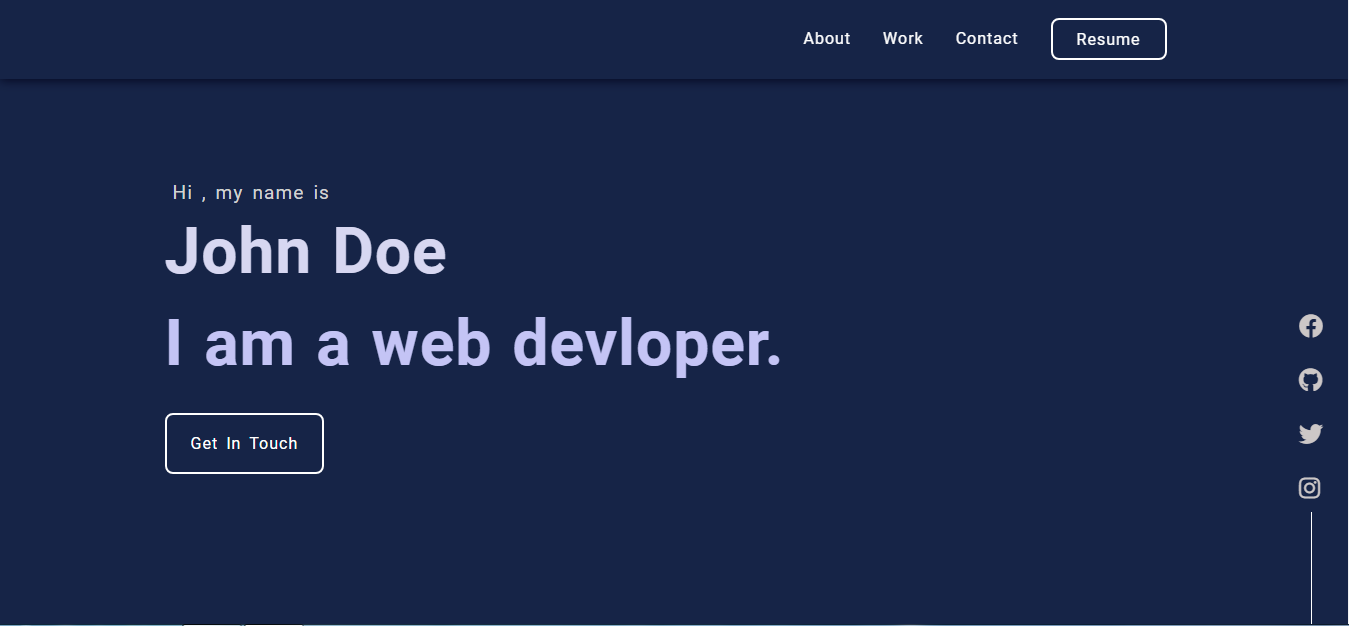 About Work Contact Resume
Hi , my name is
John Doe
I am a web devloper.
Get In Touch